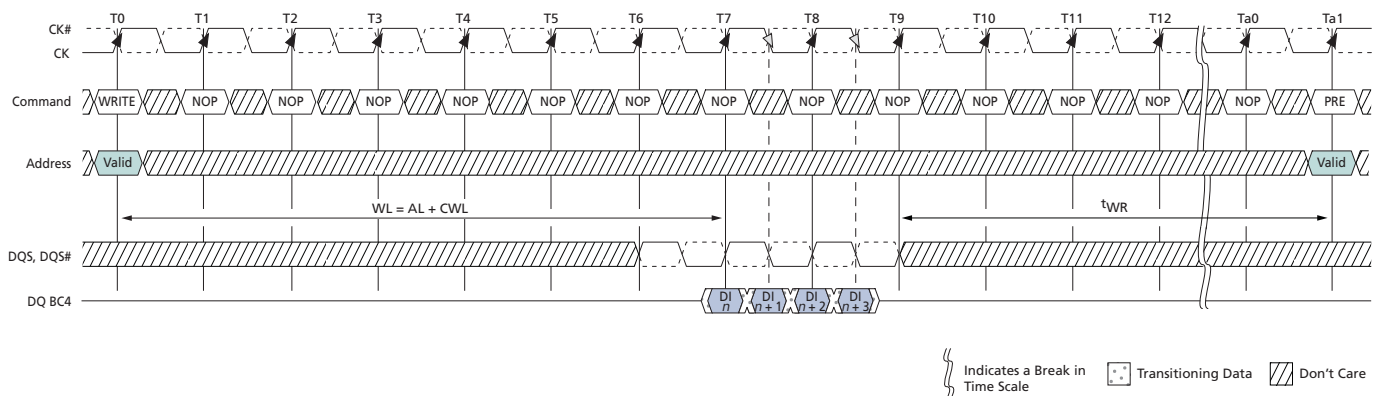 T0 T1 T2 T3 T4 T5 T6 T7 T8 T9 T10 T11 T12 Ta0 Ta1
CK#
CK
Command WRITE NOP NOP NOP NOP NOP NOP NOP NOP NOP NOP NOP NOP NOP PRE
Address Valid Valid
WL = AL + CWL tWR
DQS, DQS#
DQ BC4 DI n DI n + 1 DI n + 2 DI n + 3
Indicates a Break in
Time Scale
Transitioning Data
Don't Care